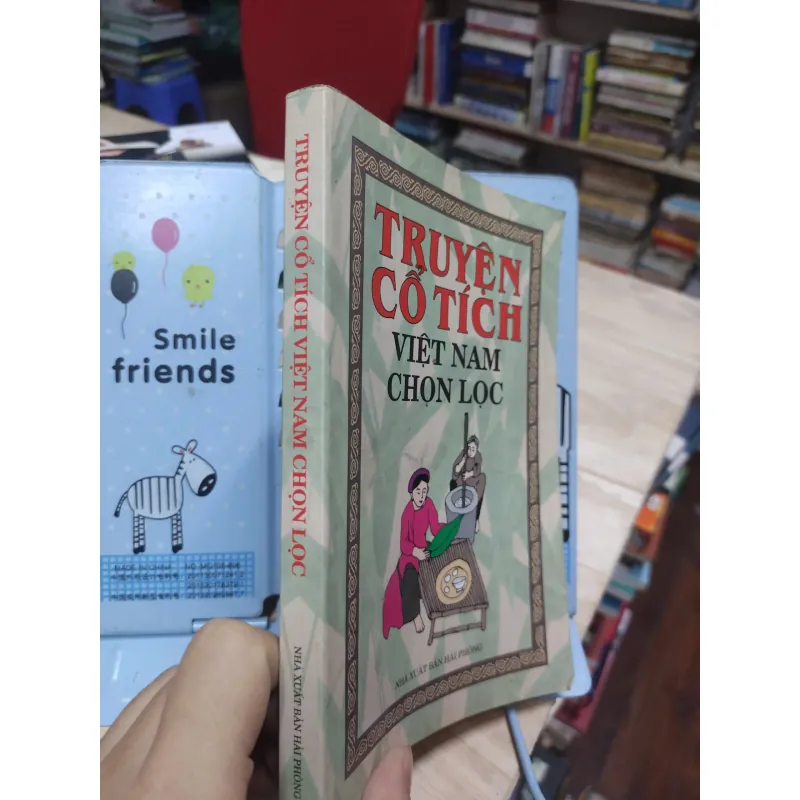 TRUYỆN
CỔ TÍCH
VIỆT NAM
CHỌN LỌC
NHÀ XUẤT BẢN HẢI PHÒNG
TRUYỆN CỔ TÍCH VIỆT NAM CHỌN LỌC
NHÀ XUẤT BẢN HẢI PHÒNG
Smile
friends